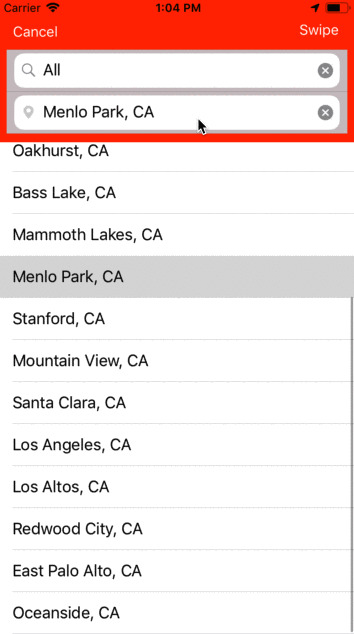 Carrier 1:04 PM
Cancel Swipe
All
Menlo Park, CA
Oakhurst, CA
Bass Lake, CA
Mammoth Lakes, CA
Menlo Park, CA
Stanford, CA
Mountain View, CA
Santa Clara, CA
Los Angeles, CA
Los Altos, CA
Redwood City, CA
East Palo Alto, CA
Oceanside, CA